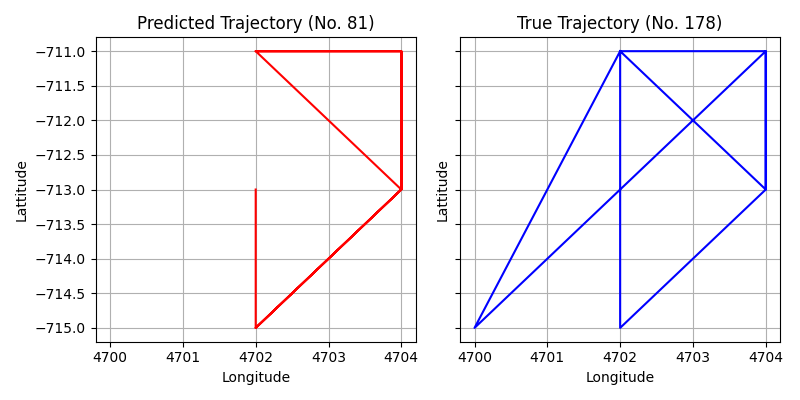 Predicted Trajectory (No. 81)
True Trajectory (No. 178)
−711.0
−711.5
−712.0
−712.5
−713.0
−713.5
−714.0
−714.5
−715.0
Lattitude
Lattitude
4700 4701 4702 4703 4704
4700 4701 4702 4703 4704
Longitude
Longitude